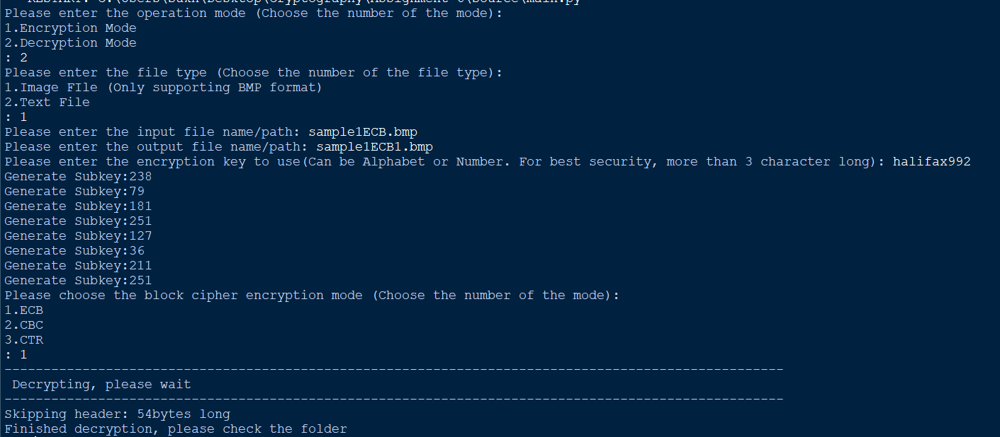 Please enter the operation mode (Choose the number of the mode):
1.Encryption Mode
2.Decryption Mode
: 2
Please enter the file type (Choose the number of the file type):
1.Image FIle (Only supporting BMP format)
2.Text File
: 1
Please enter the input file name/path: sample1ECB.bmp
Please enter the output file name/path: sample1ECB1.bmp
Please enter the encryption key to use(Can be Alphabet or Number. For best security, more than 3 character long): halifax992
Generate Subkey:238
Generate Subkey:79
Generate Subkey:181
Generate Subkey:251
Generate Subkey:127
Generate Subkey:36
Generate Subkey:211
Generate Subkey:251
Please choose the block cipher encryption mode (Choose the number of the mode):
1.ECB
2.CBC
3.CTR
: 1
----------------------------------------------------------------------------------------------------
Decrypting, please wait
----------------------------------------------------------------------------------------------------
Skipping header: 54bytes long
Finished decryption, please check the folder